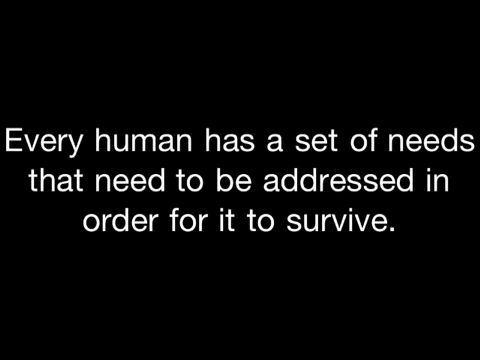 Every human has a set of needs
that need to be addressed in
order for it to survive.